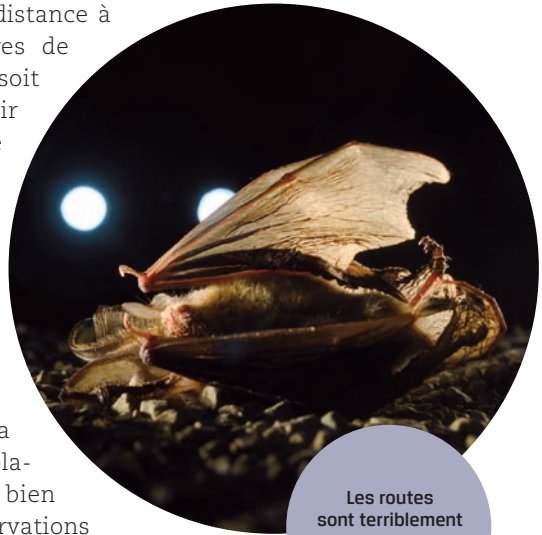 distance à
es de
soit
ir
a
la-
bien
rvations
Les routes
sont terriblement